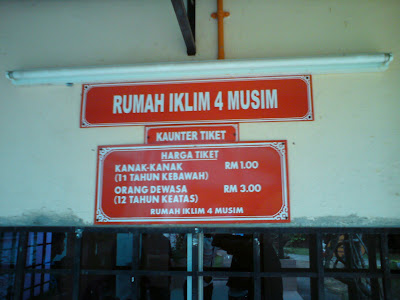 RUMAH IKLIM 4 MUSIM
KAUNTER TIKET
HARGA TIKET
KANAK-KANAK RM 1.00
(11 TAHUN KEBAWAH)
ORANG DEWASA RM 3.00
(12 TAHUN KEATAS)
RUMAH IKLIM 4 MUSIM